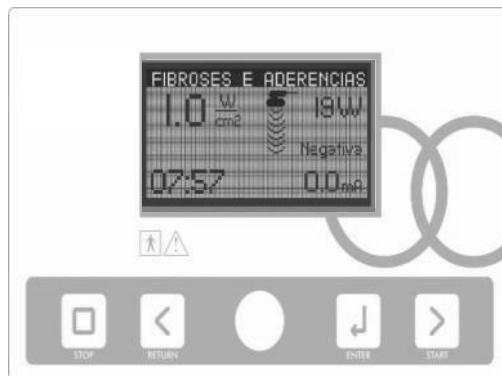 FIBROSES E ADERENCIAS
1.0 W/cm2 19W
Negativa
07:57 0.0mA
STOP RETURN ENTER START